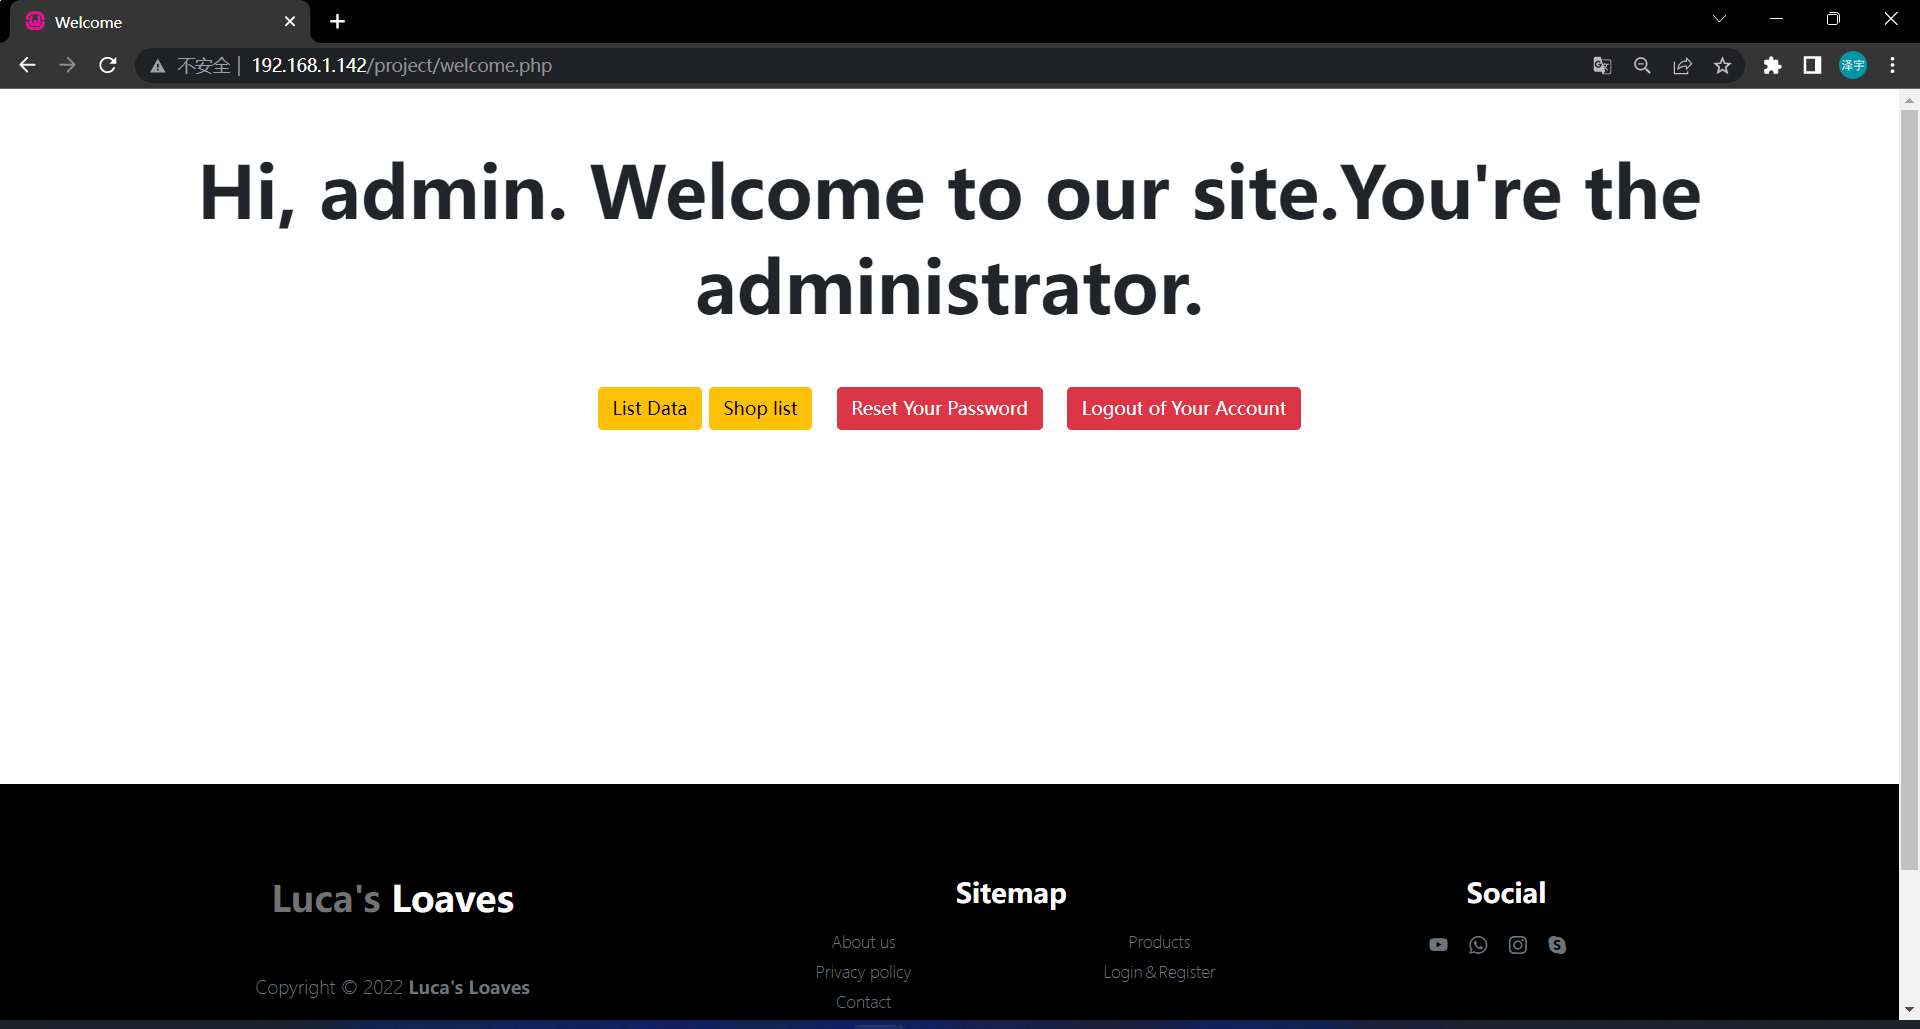 Welcome
不安全 | 192.168.1.142/project/welcome.php
泽宇
Hi, admin. Welcome to our site.You're the
administrator.
List Data
Shop list
Reset Your Password
Logout of Your Account
Luca's Loaves
Copyright © 2022 Luca's Loaves
Sitemap
About us
Privacy policy
Contact
Products
Login&Register
Social